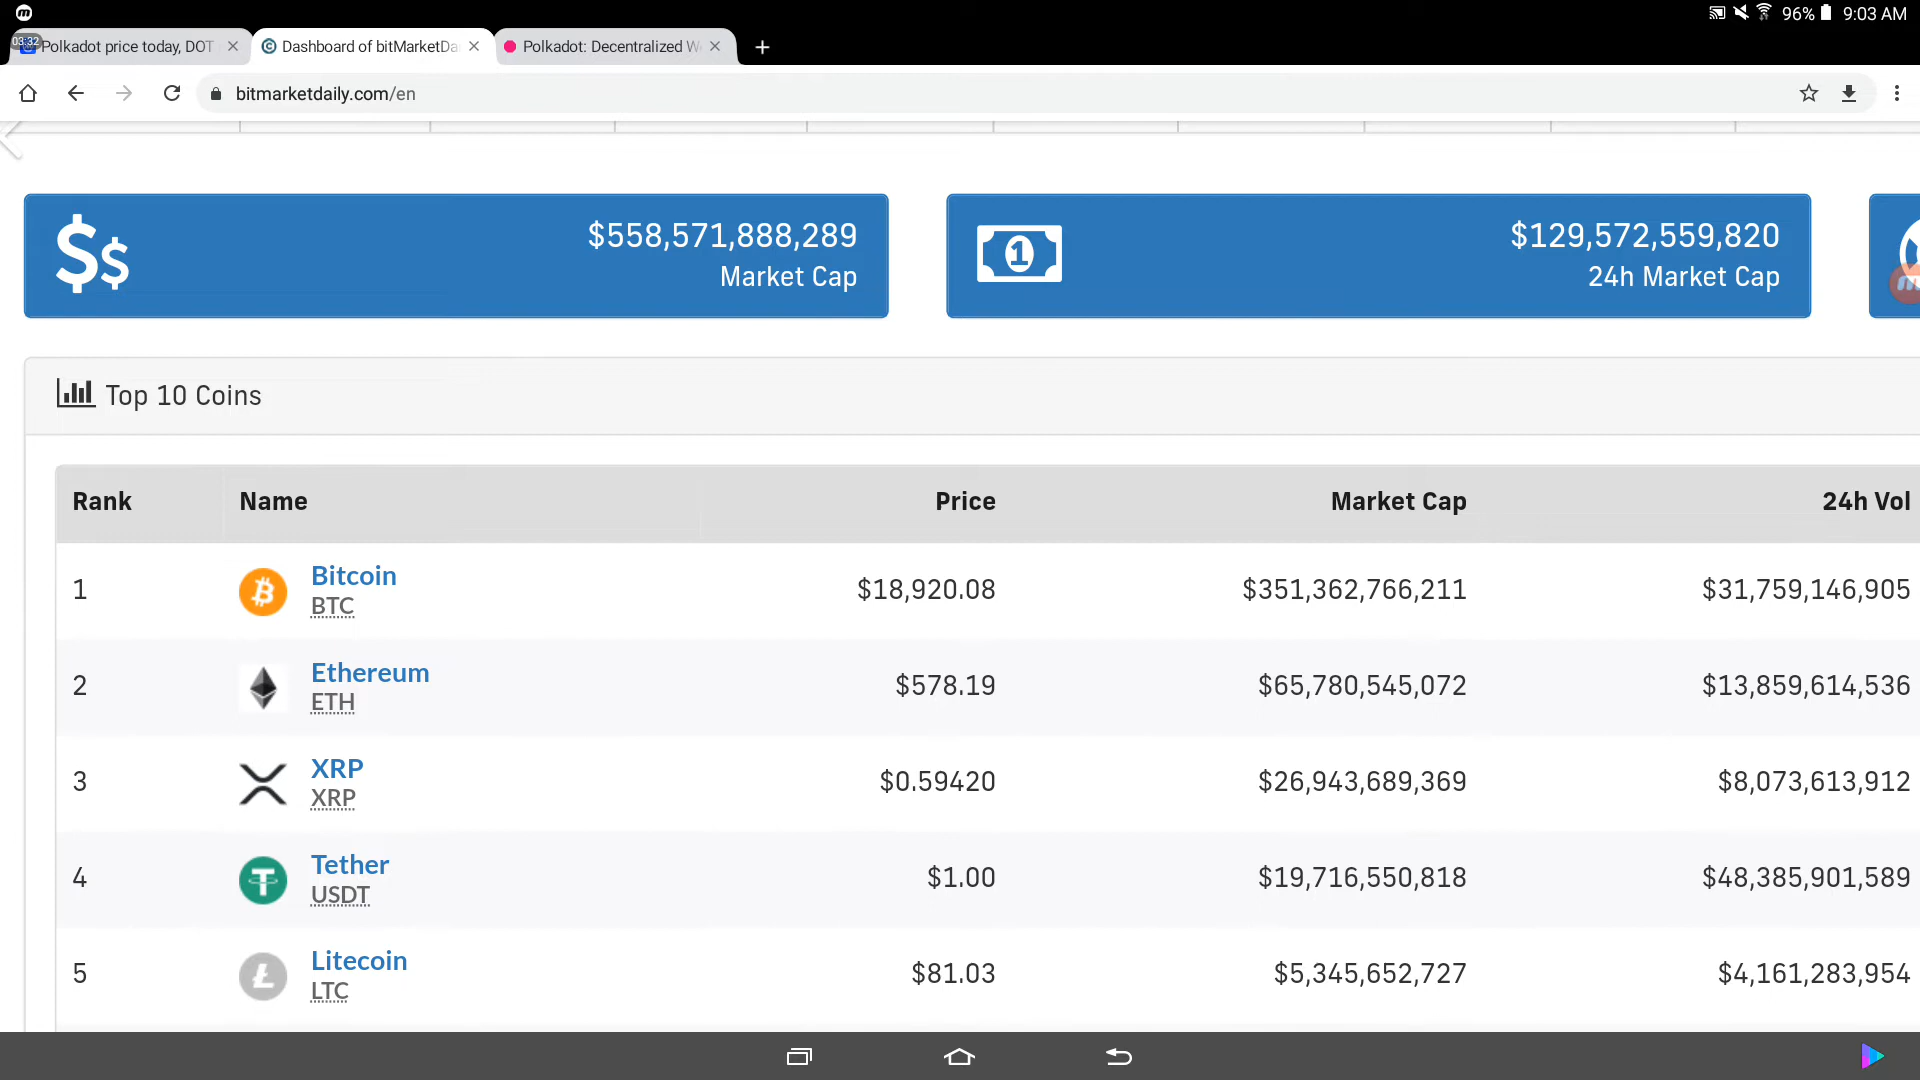 96% 9:03 AM
03:32
Polkadot price today, DOT
Dashboard of bitMarketDa
Polkadot: Decentralized W
bitmarketdaily.com/en
$558,571,888,289
Market Cap
$129,572,559,820
24h Market Cap
Top 10 Coins
Rank Name Price Market Cap 24h Vol
1 Bitcoin $18,920.08 $351,362,766,211 $31,759,146,905
BTC
2 Ethereum $578.19 $65,780,545,072 $13,859,614,536
ETH
3 XRP $0.59420 $26,943,689,369 $8,073,613,912
XRP
4 Tether $1.00 $19,716,550,818 $48,385,901,589
USDT
5 Litecoin $81.03 $5,345,652,727 $4,161,283,954
LTC